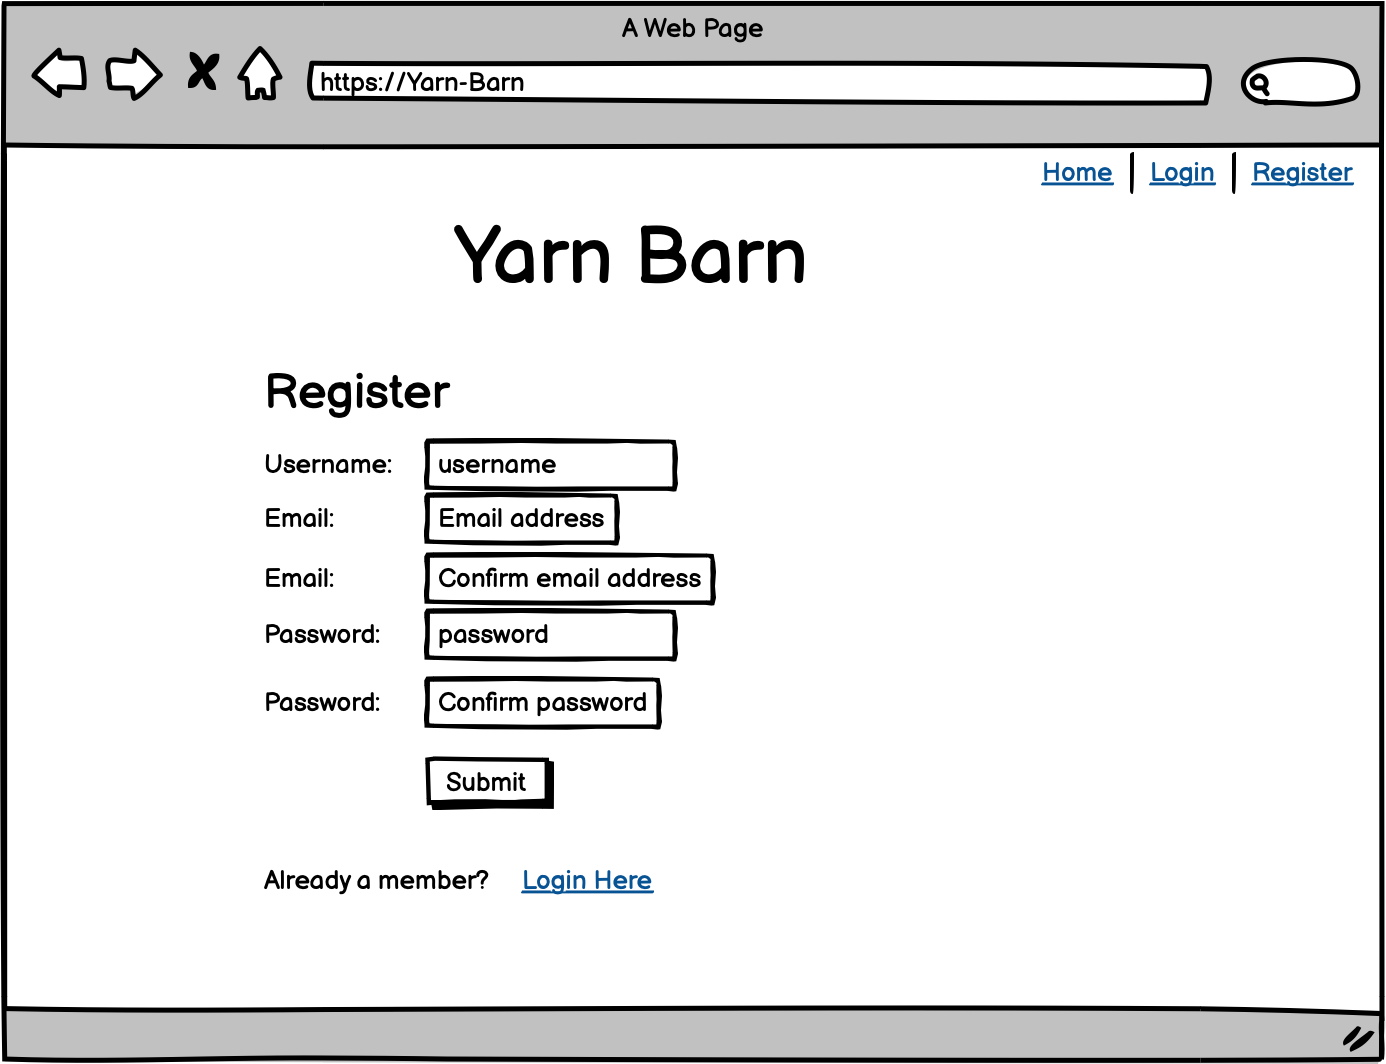 A Web Page
https://Yarn-Barn
Home Login Register
Yarn Barn
Register
Username: username
Email: Email address
Email: Confirm email address
Password: password
Password: Confirm password
Submit
Already a member? Login Here